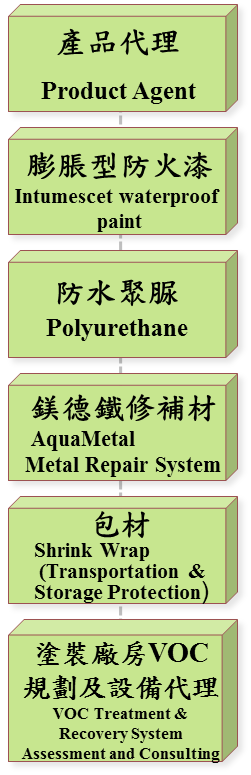 產品代理
Product Agent
膨脹型防火漆
Intumescet waterproof
paint
防水聚脲
Polyurethane
鎂德鐵修補材
AquaMetal
Metal Repair System
包材
Shrink Wrap
(Transportation &
Storage Protection)
塗裝廠房VOC
規劃及設備代理
VOC Treatment &
Recovery System
Assessment and Consulting